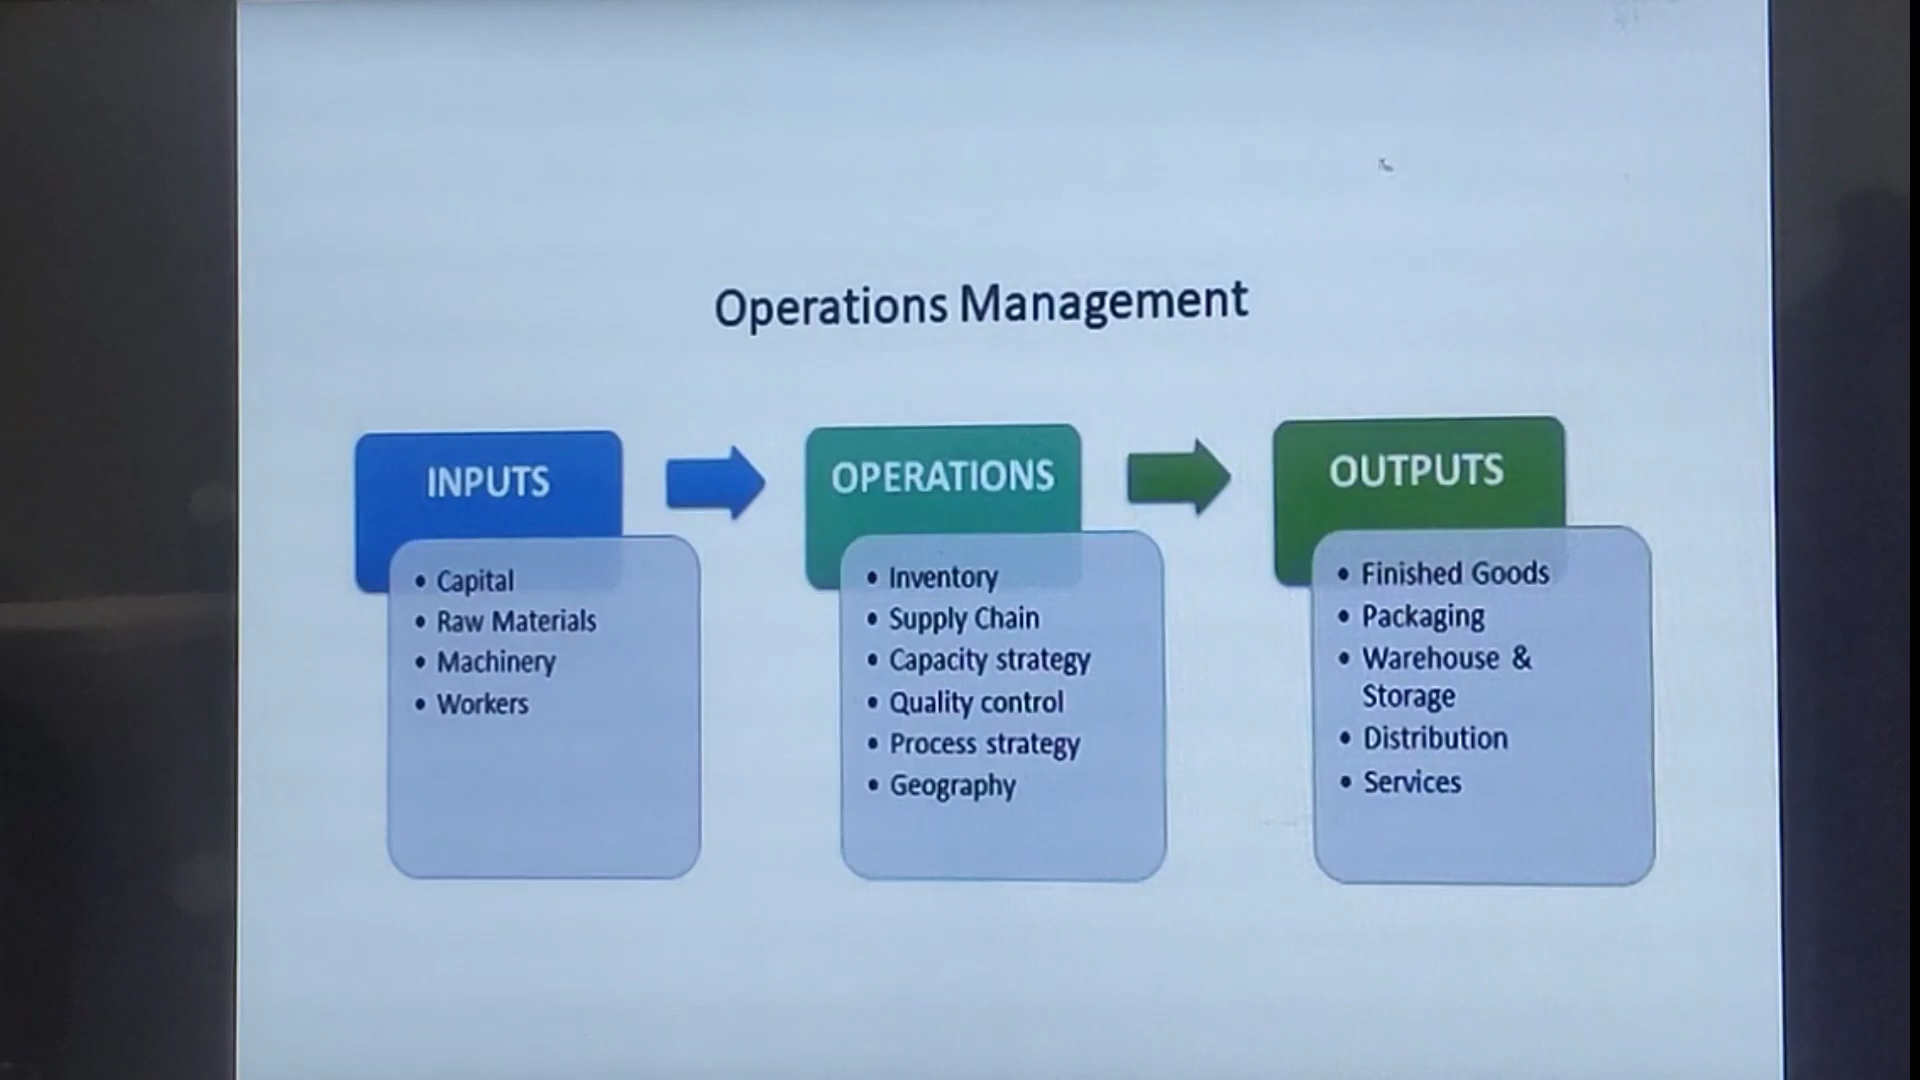 Operations Management
INPUTS
• Capital
• Raw Materials
• Machinery
• Workers
OPERATIONS
• Inventory
• Supply Chain
• Capacity strategy
• Quality control
• Process strategy
• Geography
OUTPUTS
• Finished Goods
• Packaging
• Warehouse &
Storage
• Distribution
• Services